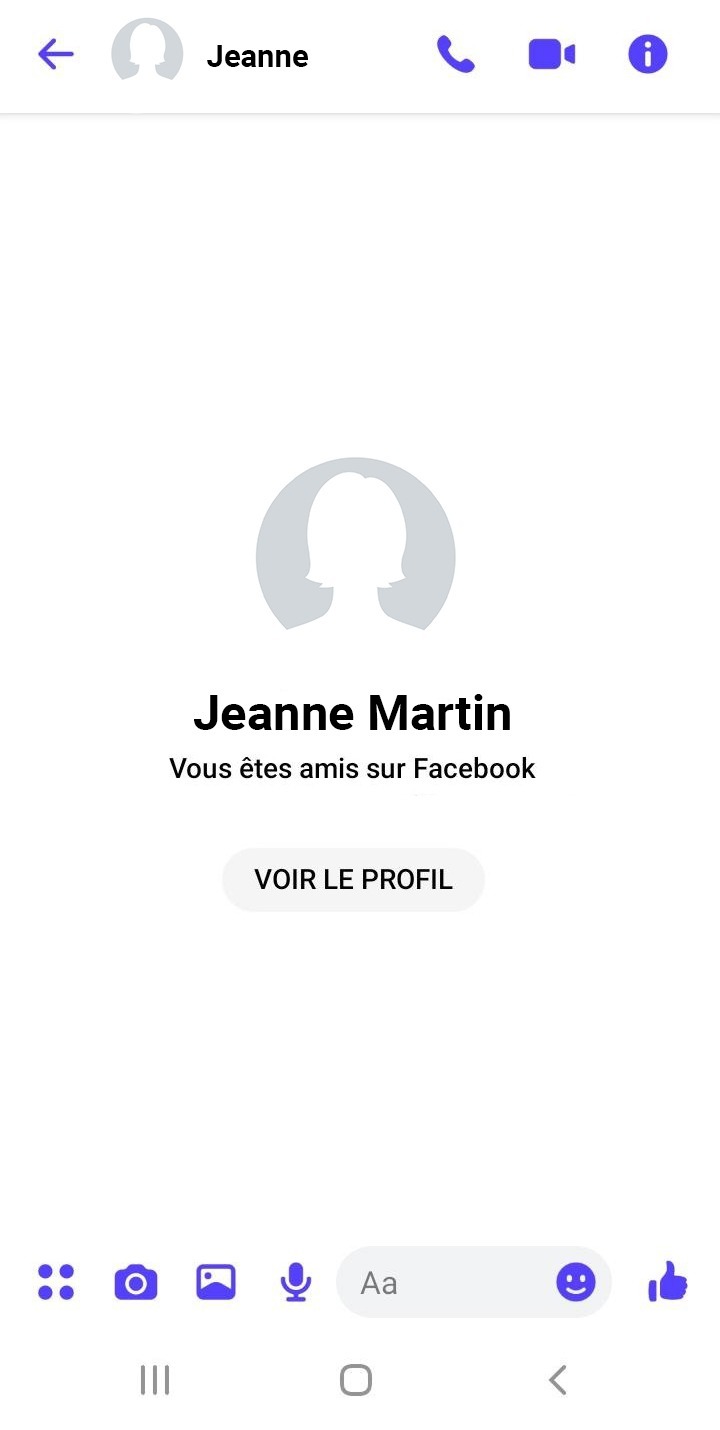 Jeanne
Jeanne Martin
Vous êtes amis sur Facebook
VOIR LE PROFIL
Aa